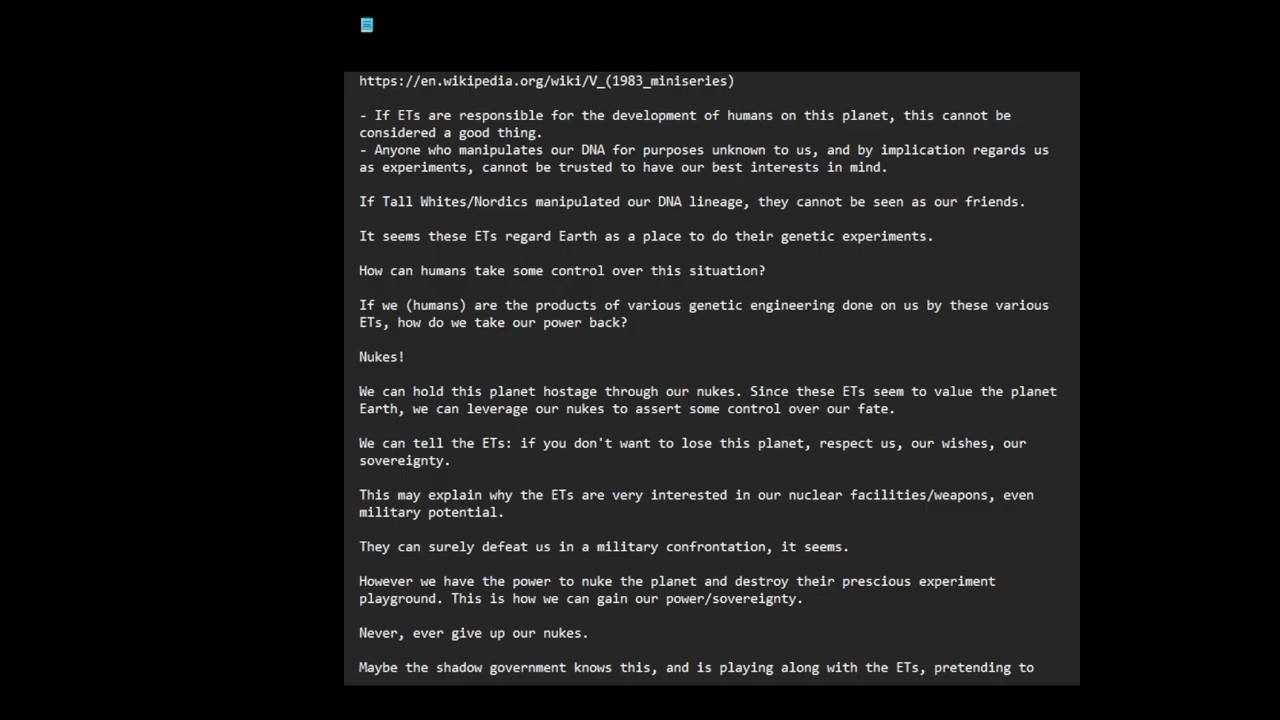 https://en.wikipedia.org/wiki/V_(1983_miniseries)
- If ETs are responsible for the development of humans on this planet, this cannot be
considered a good thing.
- Anyone who manipulates our DNA for purposes unknown to us, and by implication regards us
as experiments, cannot be trusted to have our best interests in mind.
If Tall Whites/Nordics manipulated our DNA lineage, they cannot be seen as our friends.
It seems these ETs regard Earth as a place to do their genetic experiments.
How can humans take some control over this situation?
If we (humans) are the products of various genetic engineering done on us by these various
ETs, how do we take our power back?
Nukes!
We can hold this planet hostage through our nukes. Since these ETs seem to value the planet
Earth, we can leverage our nukes to assert some control over our fate.
We can tell the ETs: if you don't want to lose this planet, respect us, our wishes, our
sovereignty.
This may explain why the ETs are very interested in our nuclear facilities/weapons, even
military potential.
They can surely defeat us in a military confrontation, it seems.
However we have the power to nuke the planet and destroy their prescious experiment
playground. This is how we can gain our power/sovereignty.
Never, ever give up our nukes.
Maybe the shadow government knows this, and is playing along with the ETs, pretending to